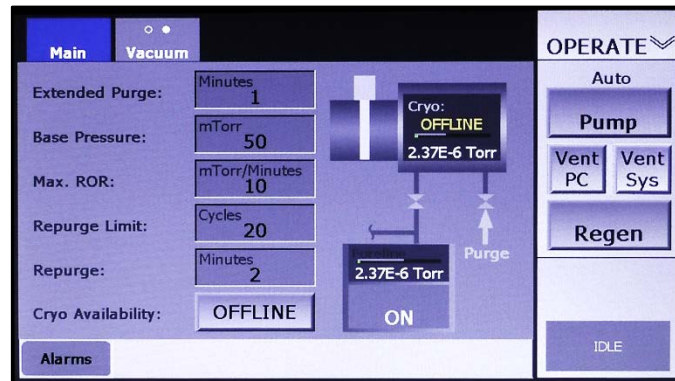 Main
Vacuum
Extended Purge:
Minutes
1
Base Pressure:
mTorr
50
Max. ROR:
mTorr/Minutes
10
Repurge Limit:
Cycles
20
Repurge:
Minutes
2
Cryo Availability:
OFFLINE
Cryo:
OFFLINE
2.37E-6 Torr
Purge
2.37E-6 Torr
ON
Alarms
OPERATE
Auto
Pump
Vent
PC
Vent
Sys
Regen
IDLE